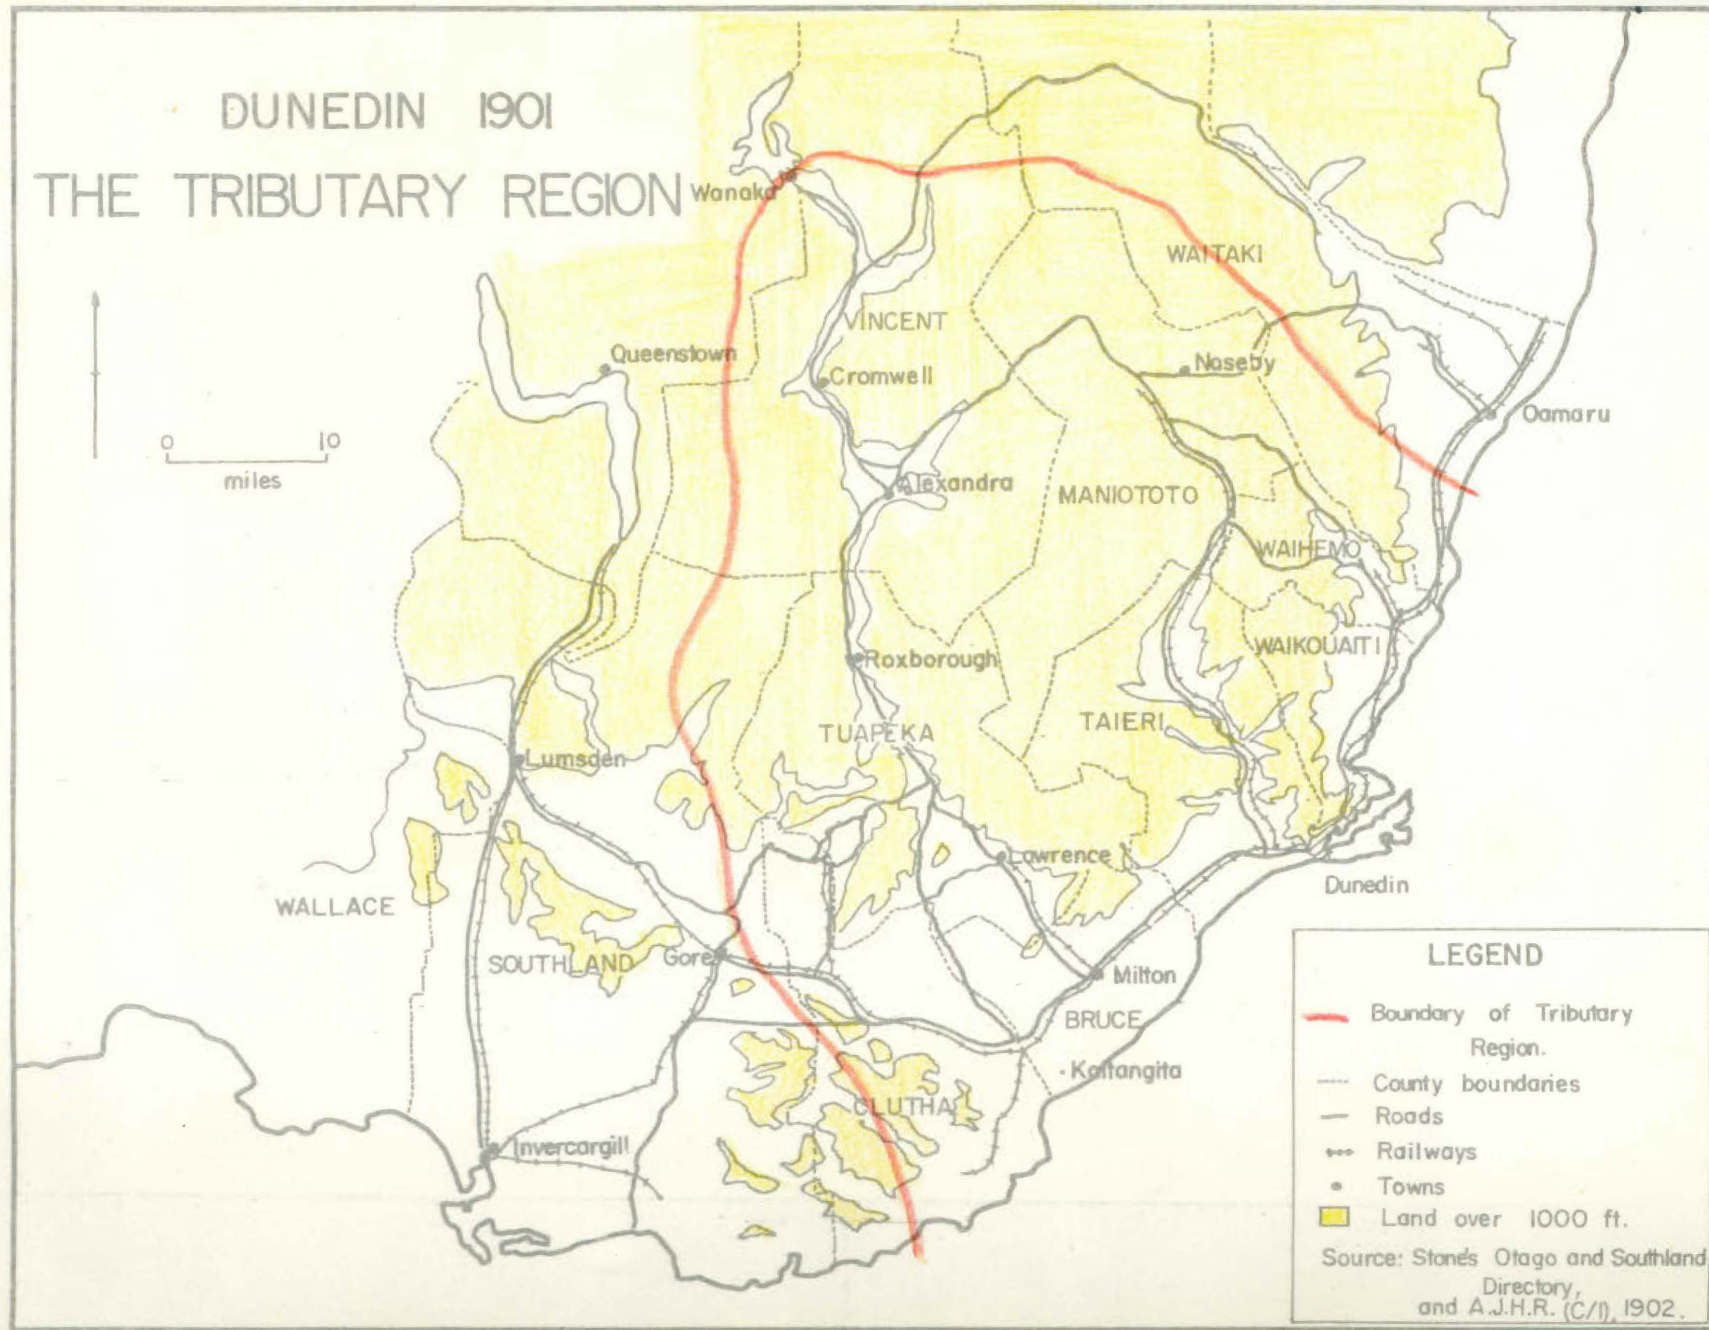 DUNEDIN 1901
THE TRIBUTARY REGION
Wanaka
WAITAKI
VINCENT
Queenstown
Cromwell
Naseby
Oamaru
0 10
miles
Alexandra
MANIOTOTO
WAIHEMO
WAIKOUAITI
Roxborough
TUAPEKA
TAIERI
Lumsden
Lawrence
Dunedin
WALLACE
SOUTHLAND
Gore
Milton
BRUCE
Kaitangita
CLUTHA
Invercargill
LEGEND
Boundary of Tributary
Region.
County boundaries
Roads
Railways
Towns
Land over 1000 ft.
Source: Stone's Otago and Southland
Directory,
and A.J.H.R. (C/1), 1902.